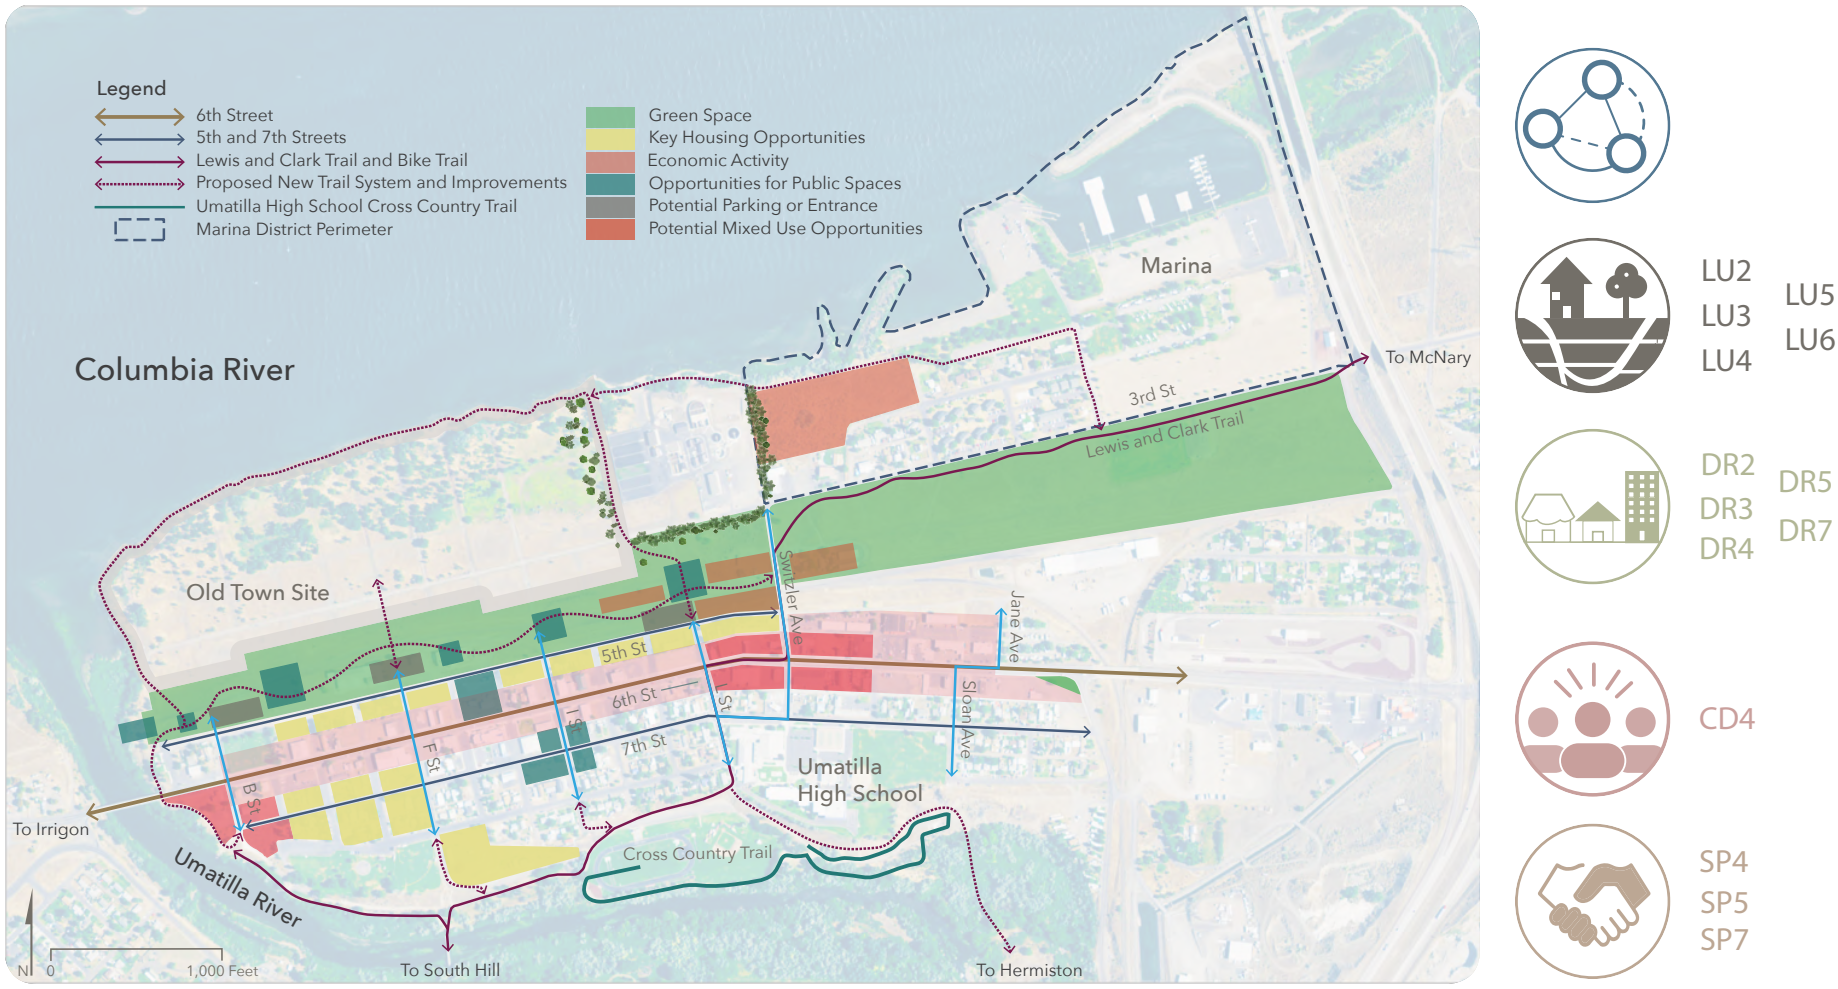 Legend
6th Street
5th and 7th Streets
Lewis and Clark Trail and Bike Trail
Proposed New Trail System and Improvements
Umatilla High School Cross Country Trail
Marina District Perimeter
Green Space
Key Housing Opportunities
Economic Activity
Opportunities for Public Spaces
Potential Parking or Entrance
Potential Mixed Use Opportunities
Marina
Columbia River
To McNary
3rd St
Lewis and Clark Trail
Old Town Site
Switzler Ave
Jane Ave
5th St
6th St
St
Sloan Ave
I St
7th St
F St
B St
Umatilla
High School
To Irrigon
Umatilla River
Cross Country Trail
N
0
1,000 Feet
To South Hill
To Hermiston
LU2
LU3
LU4
LU5
LU6
DR2
DR3
DR4
DR5
DR7
CD4
SP4
SP5
SP7